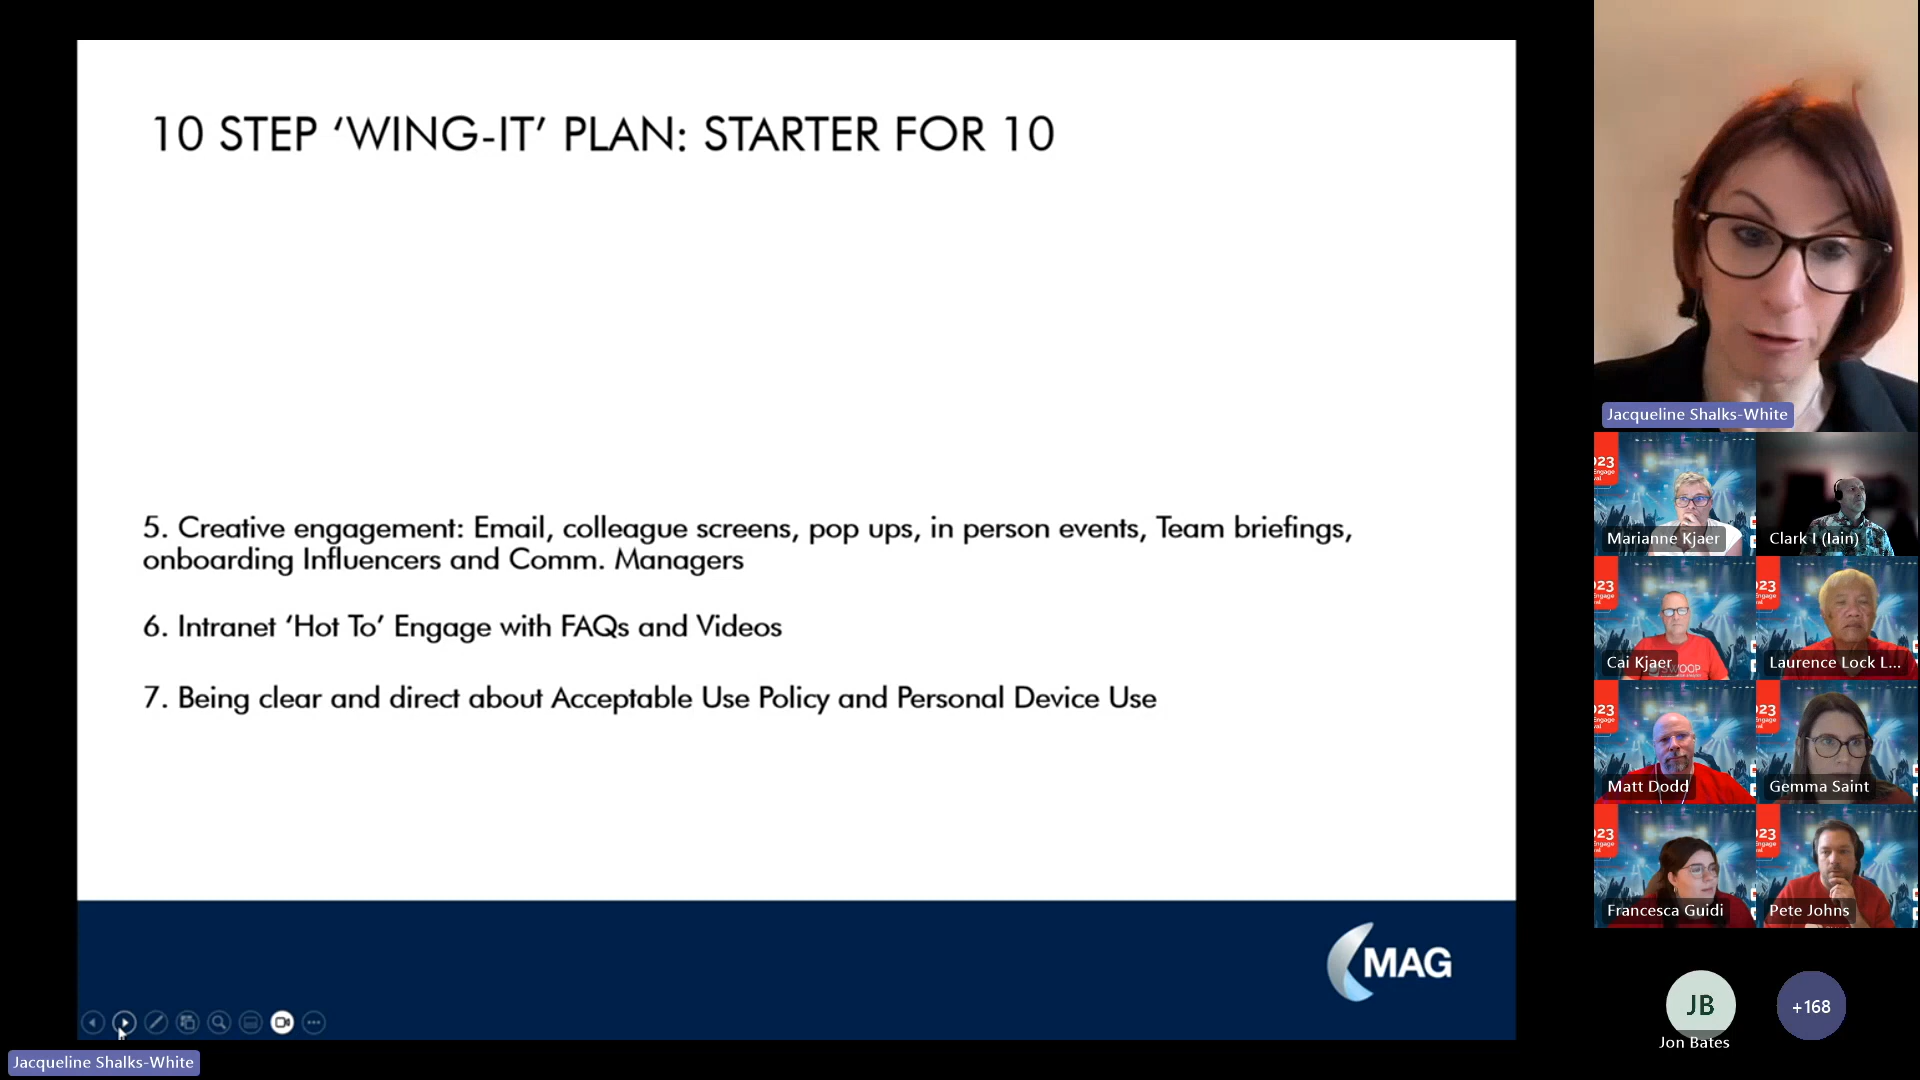 10 STEP ‘WING-IT’ PLAN: STARTER FOR 10
5. Creative engagement: Email, colleague screens, pop ups, in person events, Team briefings,
onboarding Influencers and Comm. Managers
6. Intranet ‘Hot To’ Engage with FAQs and Videos
7. Being clear and direct about Acceptable Use Policy and Personal Device Use
MAG
Jacqueline Shalks-White
Jacqueline Shalks-White
Marianne Kjaer
Clark I (Iain)
Cai Kjaer
SWOOP
Laurence Lock L...
Matt Dodd
Gemma Saint
Francesca Guidi
Pete Johns
JB
Jon Bates
+168